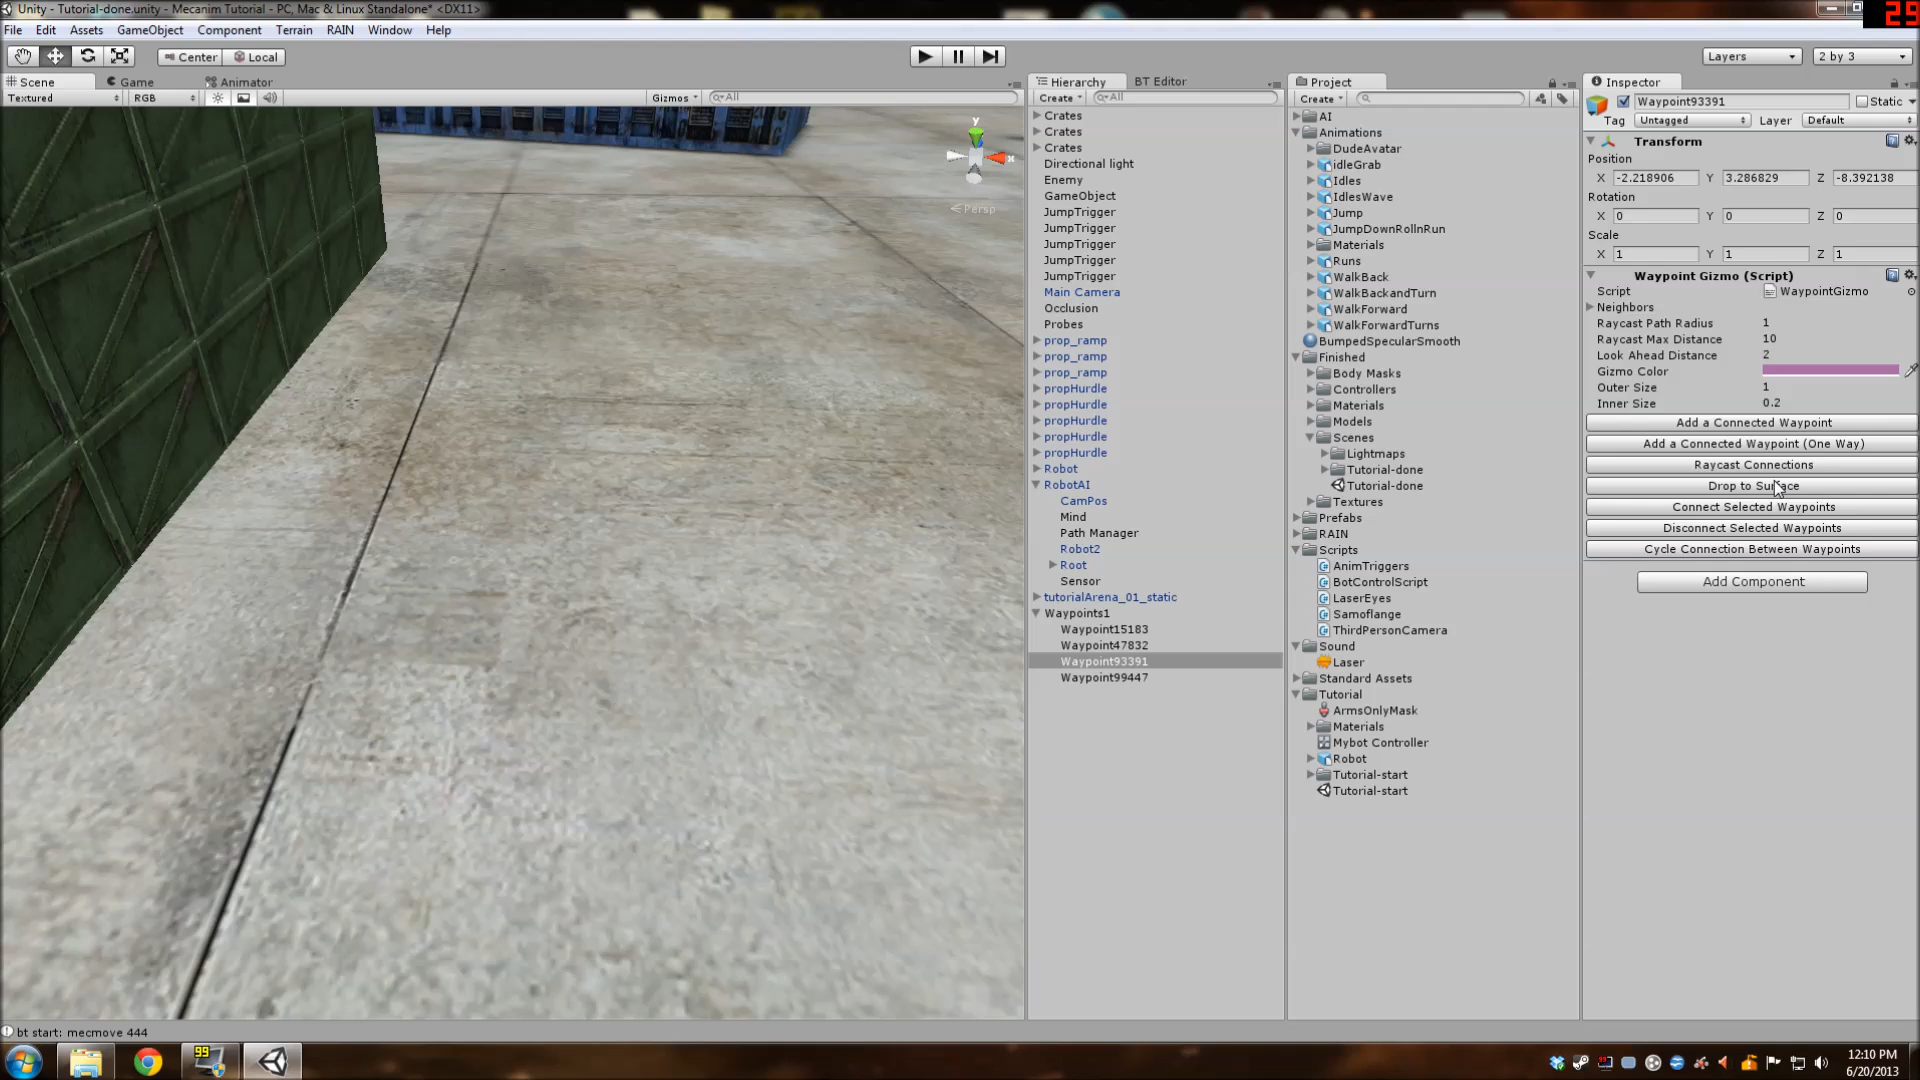 Unity - Tutorial-done.unity - Mecanim Tutorial - PC, Mac & Linux Standalone* <DX11>
29
File Edit Assets GameObject Component Terrain RAIN Window Help
Center Local
Layers
2 by 3
Scene Game Animator
Textured RGB Gizmos All
y
x
Persp
Hierarchy BT Editor
Create All
Crates
Crates
Crates
Directional light
Enemy
GameObject
JumpTrigger
JumpTrigger
JumpTrigger
JumpTrigger
JumpTrigger
Main Camera
Occlusion
Probes
prop_ramp
prop_ramp
prop_ramp
propHurdle
propHurdle
propHurdle
propHurdle
propHurdle
Robot
RobotAI
CamPos
Mind
Path Manager
Robot2
Root
Sensor
tutorialArena_01_static
Waypoints1
Waypoint15183
Waypoint47832
Waypoint93391
Waypoint99447
Project
Create
AI
Animations
DudeAvatar
idleGrab
Idles
IdlesWave
Jump
JumpDownRollnRun
Materials
Runs
WalkBack
WalkBackandTurn
WalkForward
WalkForwardTurns
BumpedSpecularSmooth
Finished
Body Masks
Controllers
Materials
Models
Scenes
Lightmaps
Tutorial-done
Tutorial-done
Textures
Prefabs
RAIN
Scripts
AnimTriggers
BotControlScript
LaserEyes
Samoflange
ThirdPersonCamera
Sound
Laser
Standard Assets
Tutorial
ArmsOnlyMask
Materials
Mybot Controller
Robot
Tutorial-start
Tutorial-start
Inspector
Waypoint93391 Static
Tag Untagged Layer Default
Transform
Position
X -2.218906 Y 3.286829 Z -8.392138
Rotation
X 0 Y 0 Z 0
Scale
X 1 Y 1 Z 1
Waypoint Gizmo (Script)
Script WaypointGizmo
Neighbors
Raycast Path Radius 1
Raycast Max Distance 10
Look Ahead Distance 2
Gizmo Color
Outer Size 1
Inner Size 0.2
Add a Connected Waypoint
Add a Connected Waypoint (One Way)
Raycast Connections
Drop to Surface
Connect Selected Waypoints
Disconnect Selected Waypoints
Cycle Connection Between Waypoints
Add Component
bt start: mecmove 444
99
12:10 PM
6/20/2013